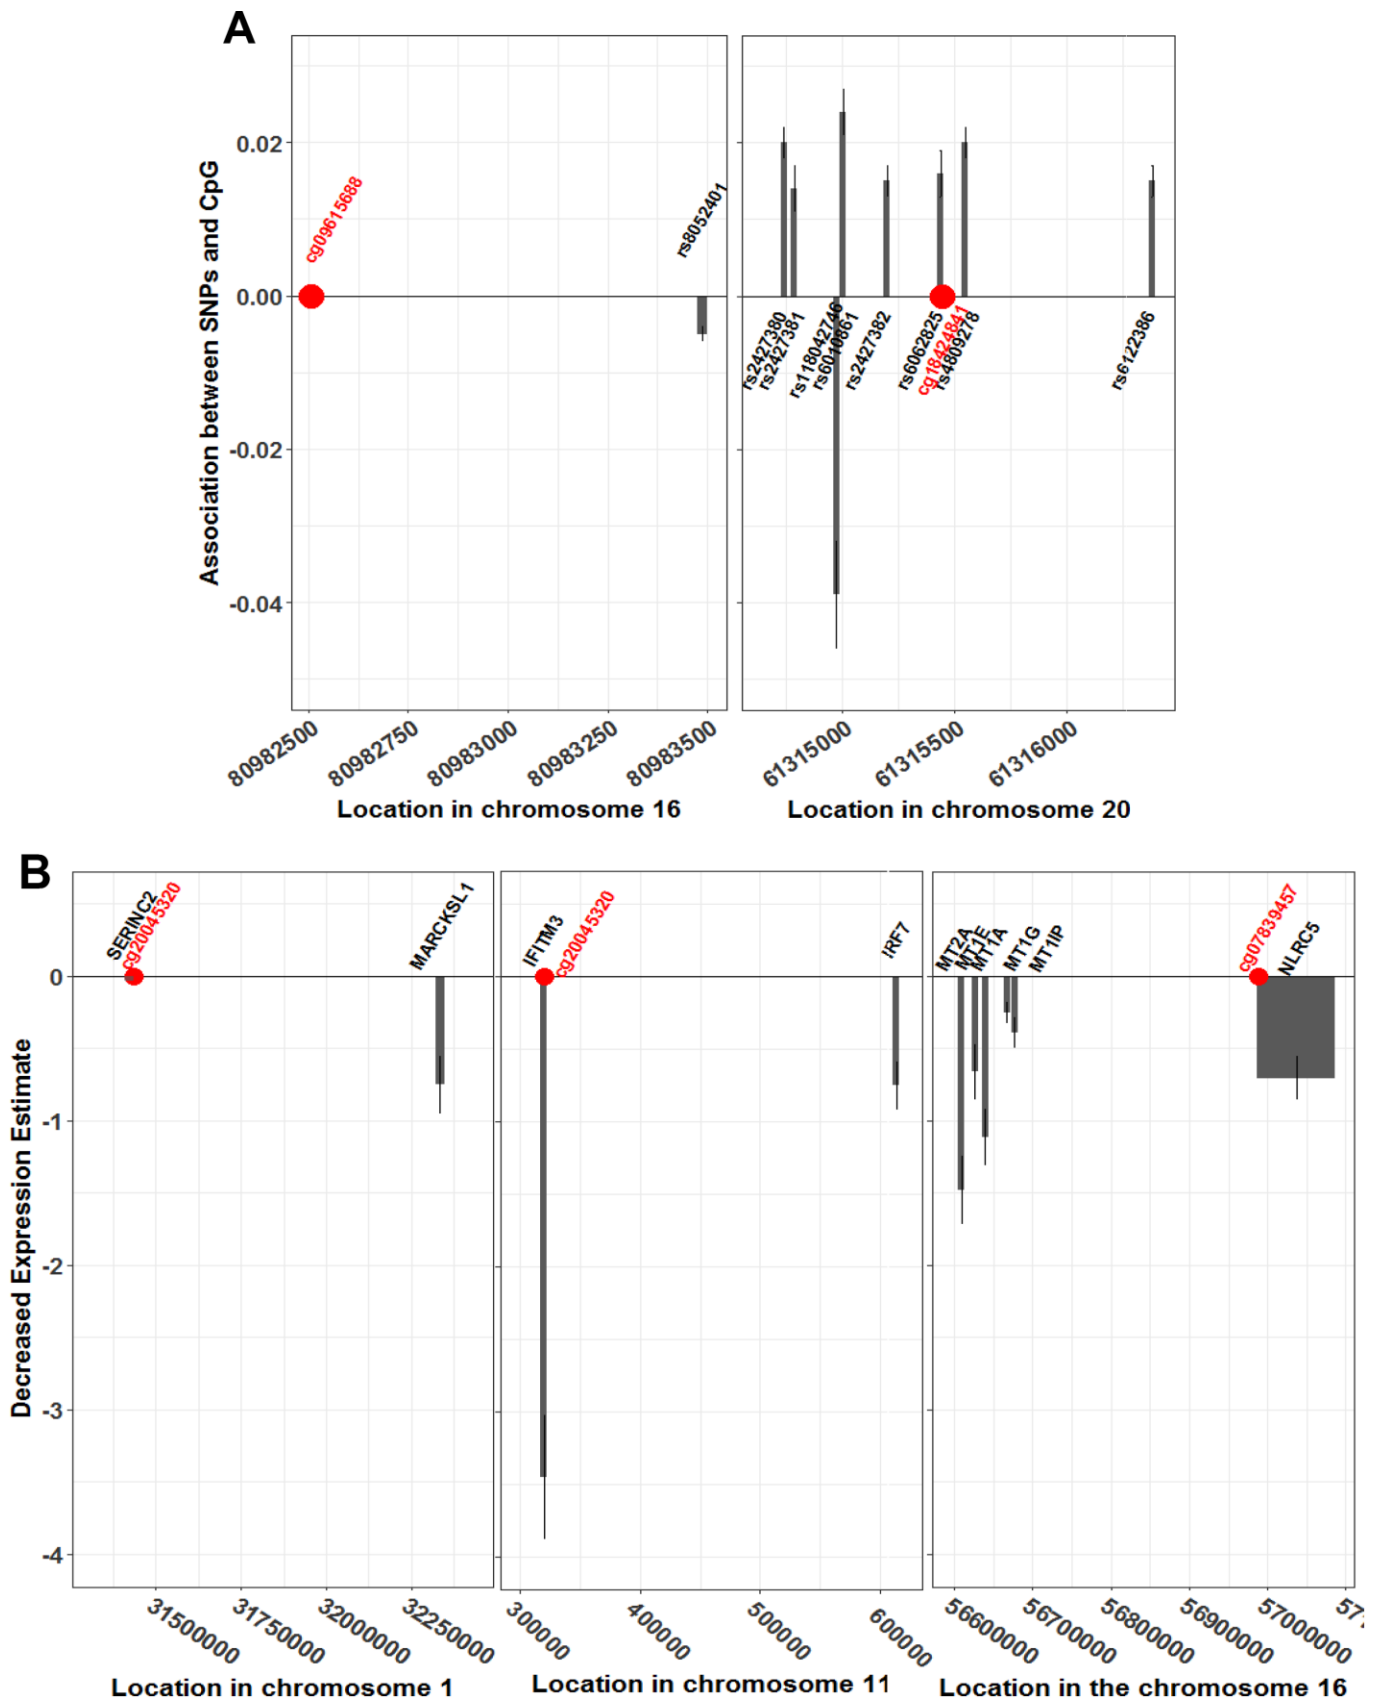 A
Association between SNPs and CpG
0.02
0.00
-0.02
-0.04
cg09615688
rs8052401
80982500
80982750
80983000
80983250
80983500
Location in chromosome 16
rs2427380
rs2427381
rs118042746
rs6010861
rs2427382
rs6062825
cg18424841
rs4809278
rs6122386
61315000
61315500
61316000
Location in chromosome 20
B
Decreased Expression Estimate
0
-1
-2
-3
-4
SERINC2
cg20045320
MARCKSL1
31500000
31750000
32000000
32250000
Location in chromosome 1
IFITM3
cg20045320
IRF7
300000
400000
500000
600000
Location in chromosome 11
MT2A
MT1E
MT1A
MT1G
MT1IP
cg07839457
NLRC5
56600000
56700000
56800000
56900000
57000000
Location in the chromosome 16